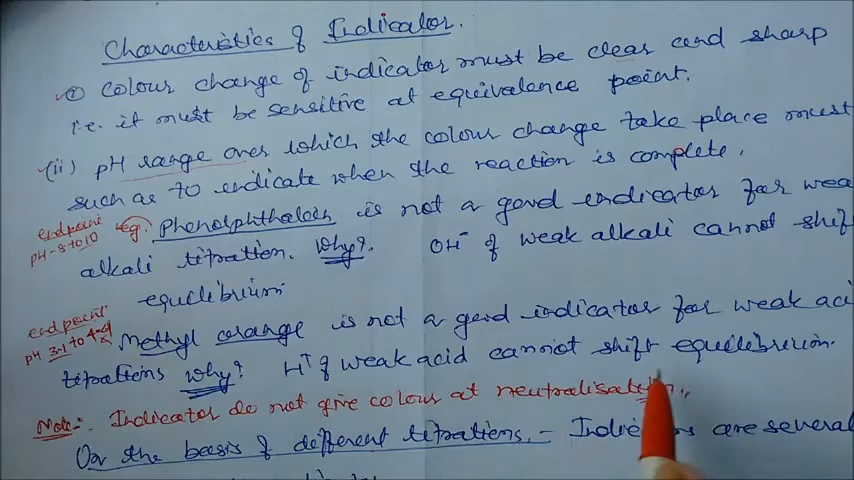 Characteristics of Indicator.
(i) colour change of indicator must be clear and sharp
i.e. it must be sensitive at equivalence point.
(ii) pH range over which the colour change take place must
such as to indicate when the reaction is complete.
endpoint
pH - 8 to 10
eg. Phenolphthalein is not a good indicator for wea
alkali titration. Why? OH⁻ of weak alkali cannot shif
equilibrium
endpoint
pH 3.1 to 4.4
Methyl orange is not a good indicator for weak aci
titrations Why? H⁺ of weak acid cannot shift equilibrium.
Note:- Indicator do not give colour at neutralisation.
On the basis of different titrations. - are several